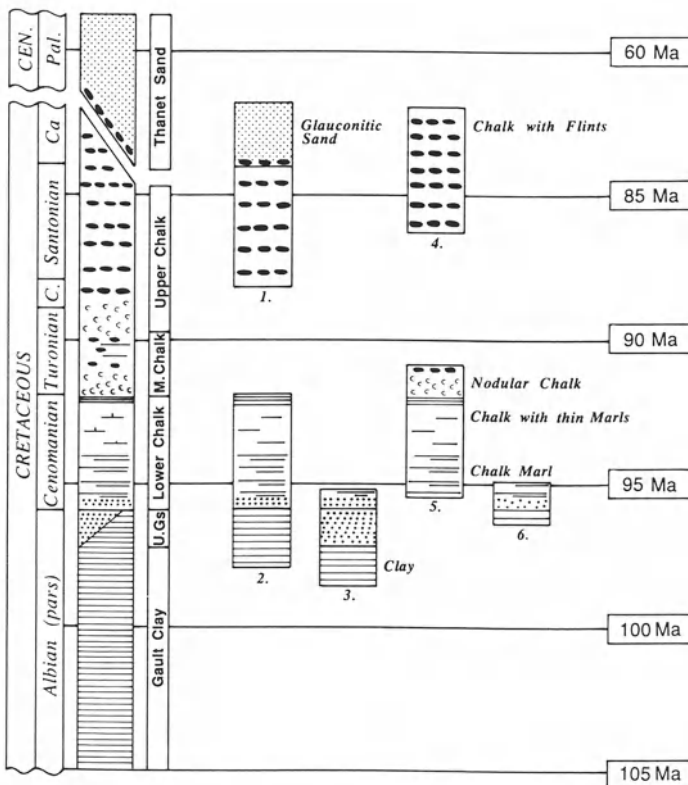 CEN.
Pal.
Thanet Sand
60 Ma
CRETACEOUS
Ca
Santonian
C.
Turonian
Cenomanian
Albian (pars)
Upper Chalk
M. Chalk
Lower Chalk
U.Gs
Gault Clay
Glauconitic
Sand
1.
Chalk with Flints
4.
85 Ma
90 Ma
Nodular Chalk
Chalk with thin Marls
Chalk Marl
5.
95 Ma
6.
2.
Clay
3.
100 Ma
105 Ma